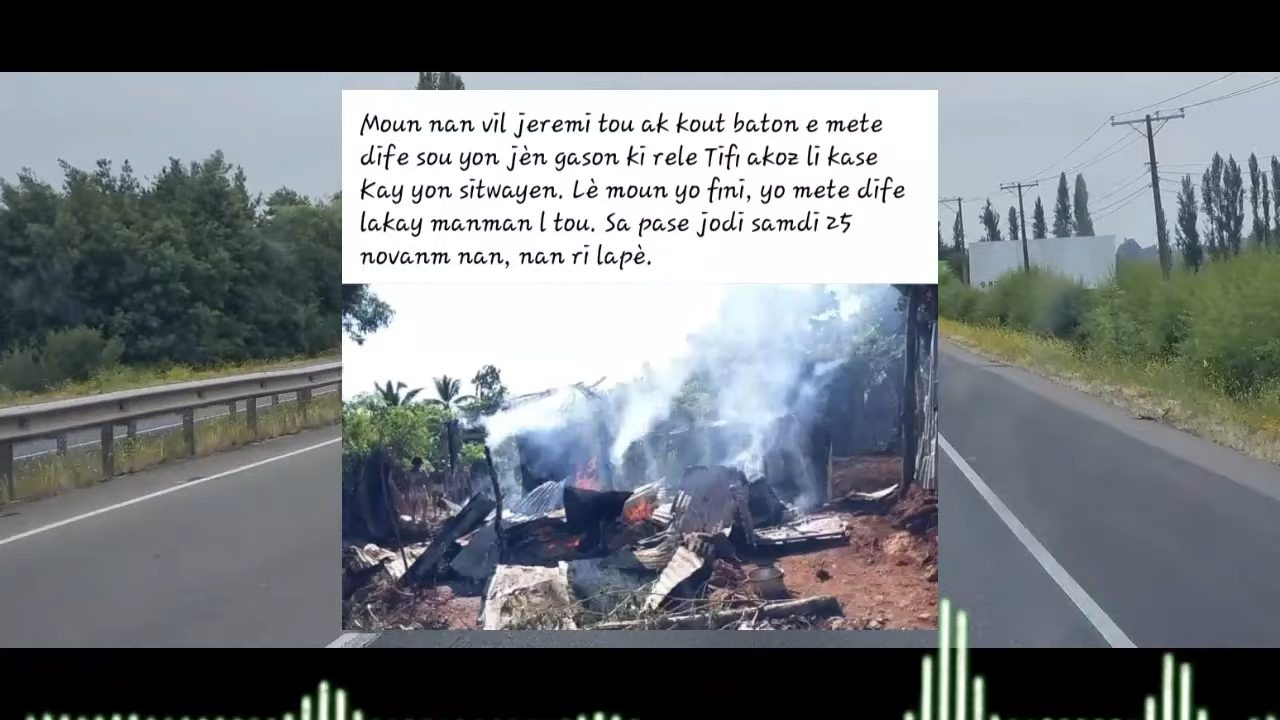 Moun nan vil jeremi tou ak kout baton e mete
dife sou yon jèn gason ki rele Tifi akoz li kase
Kay yon sitwayen. Lè moun yo fini, yo mete dife
lakay manman l tou. Sa pase jodi samdi 25
novanm nan, nan ri lapè.